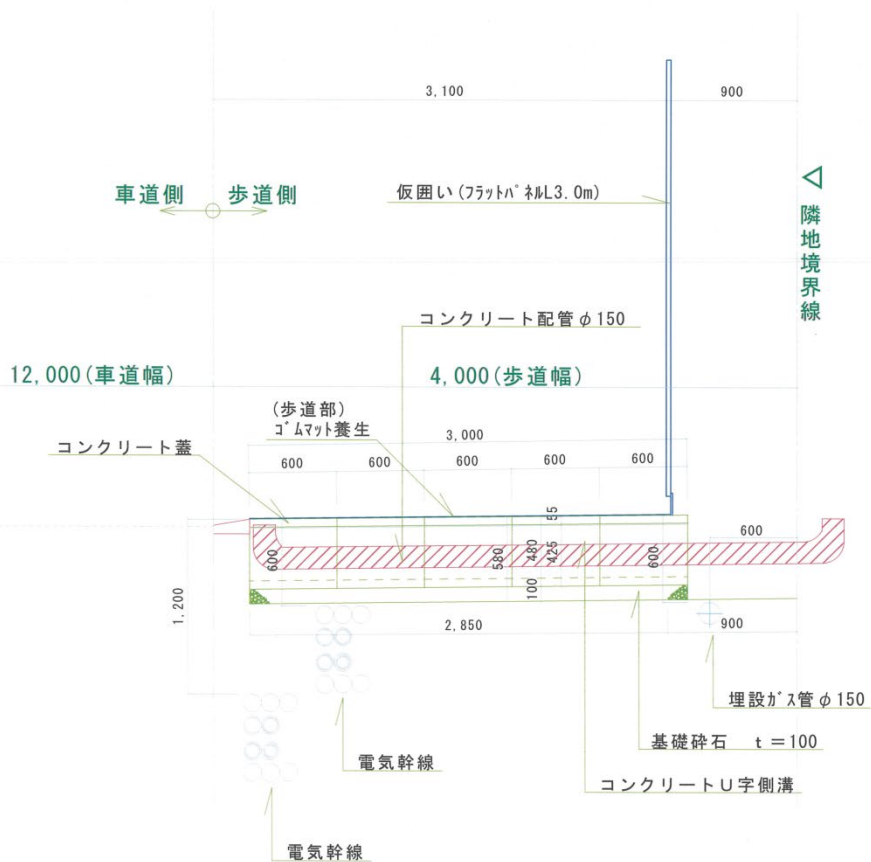 3,100
900
車道側
歩道側
仮囲い(フラットパネルL3.0m)
隣地境界線
コンクリート配管φ150
12,000(車道幅)
4,000(歩道幅)
(歩道部)
ゴムマット養生
コンクリート蓋
3,000
600
600
600
600
600
55
600
600
580
480
425
600
100
1,200
2,850
900
埋設ガス管φ150
基礎砕石 t=100
電気幹線
コンクリートU字側溝
電気幹線